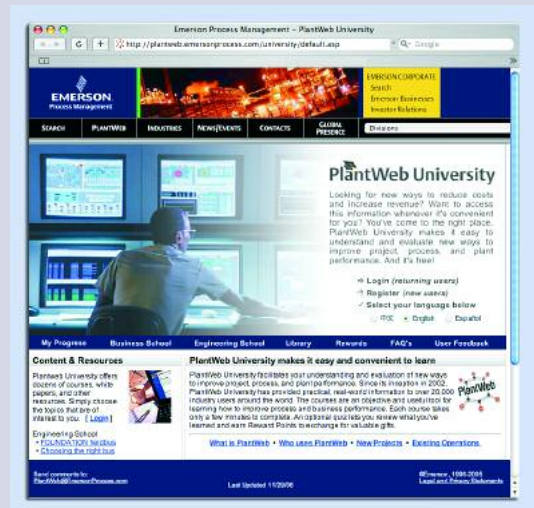 Emerson Process Management – PlantWeb University
http://plantweb.emersonprocess.com/university/default.asp
Google
EMERSON
Process Management
EMERSON CORPORATE
Search
Emerson Businesses
Investor Relations
SEARCH PLANTWEB INDUSTRIES NEWS/EVENTS CONTACTS GLOBAL PRESENCE Divisions
PlantWeb University
Looking for new ways to reduce costs
and increase revenue? Want to access
this information whenever it's convenient
for you? You've come to the right place.
PlantWeb University makes it easy to
understand and evaluate new ways to
improve project, process, and plant
performance. And it's free!
Login (returning users)
Register (new users)
Select your language below
中文 English Español
My Progress Business School Engineering School Library Rewards FAQ's User Feedback
Content & Resources
Plantweb University offers
dozens of courses, white
papers, and other
resources. Simply choose
the topics that are of
interest to you. [ Login ]
Engineering School
• FOUNDATION fieldbus
• Choosing the right bus
PlantWeb University makes it easy and convenient to learn
PlantWeb University facilitates your understanding and evaluation of new ways
to improve project, process, and plant performance. Since its inception in 2002,
PlantWeb University has provided practical, real-world information to over 20,000
industry users around the world. The courses are an objective and useful tool for
learning how to improve process and business performance. Each course takes
only a few minutes to complete. An optional quiz lets you review what you've
learned and earn Reward Points to exchange for valuable gifts.
PlantWeb
What is PlantWeb • Who uses PlantWeb • New Projects • Existing Operations
Send comments to:
PlantWeb@EmersonProcess.com
Last Updated 11/29/06
©Emerson, 1996-2005
Legal and Privacy Statements